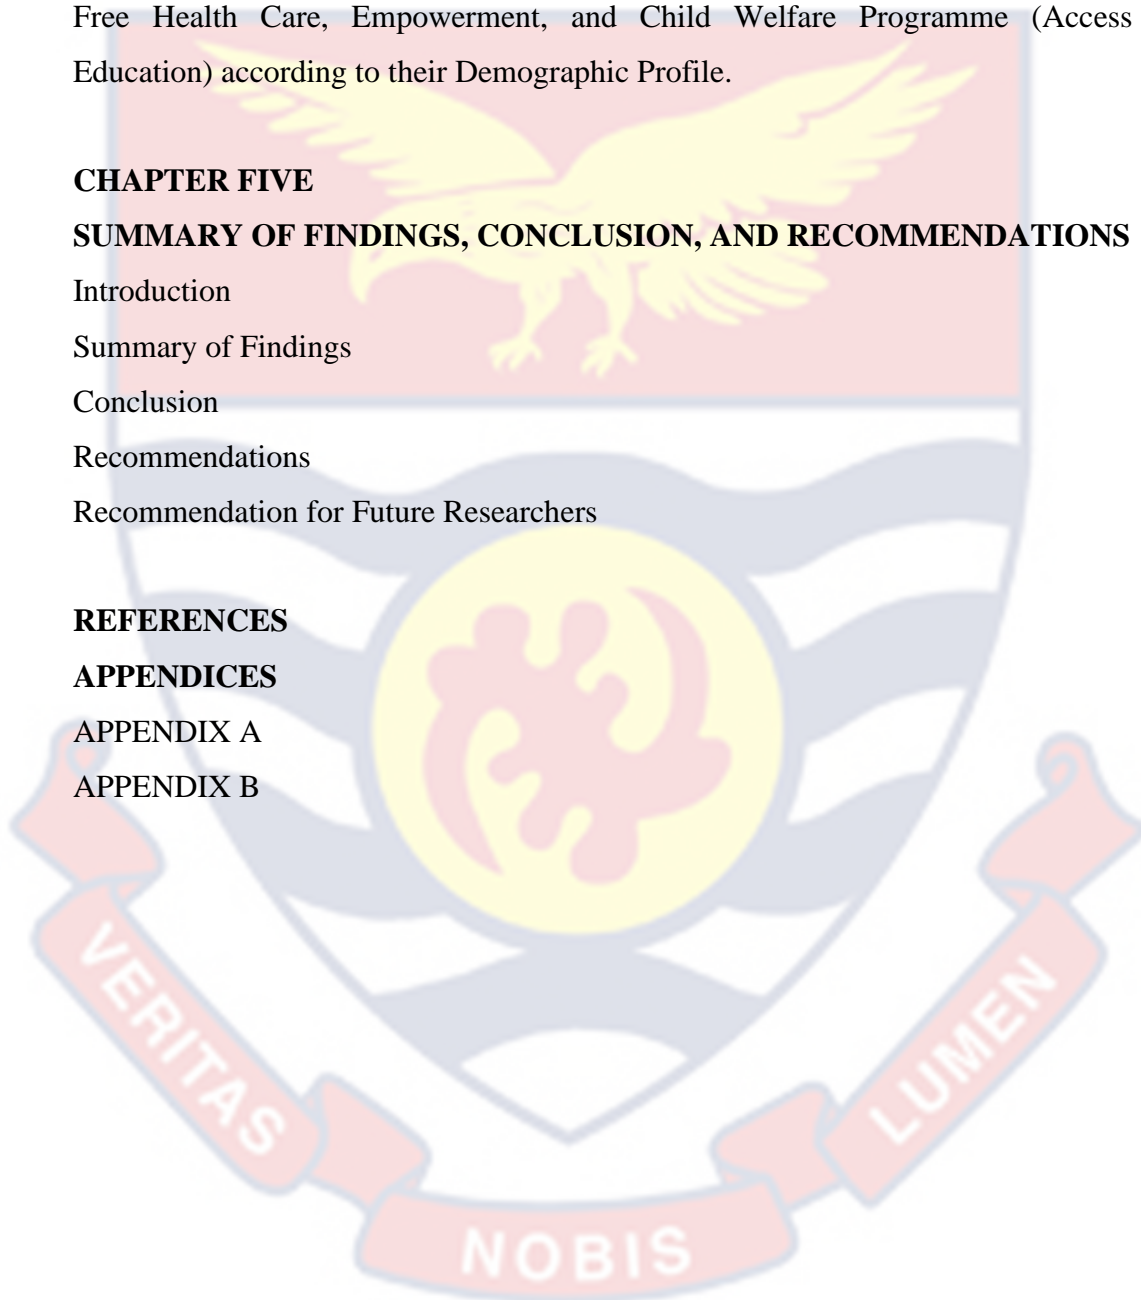 Free Health Care, Empowerment, and Child Welfare Programme (Access
Education) according to their Demographic Profile.
CHAPTER FIVE
SUMMARY OF FINDINGS, CONCLUSION, AND RECOMMENDATIONS
Introduction
Summary of Findings
Conclusion
Recommendations
Recommendation for Future Researchers
REFERENCES
APPENDICES
APPENDIX A
APPENDIX B
VERITAS
NOBIS
LUMEN